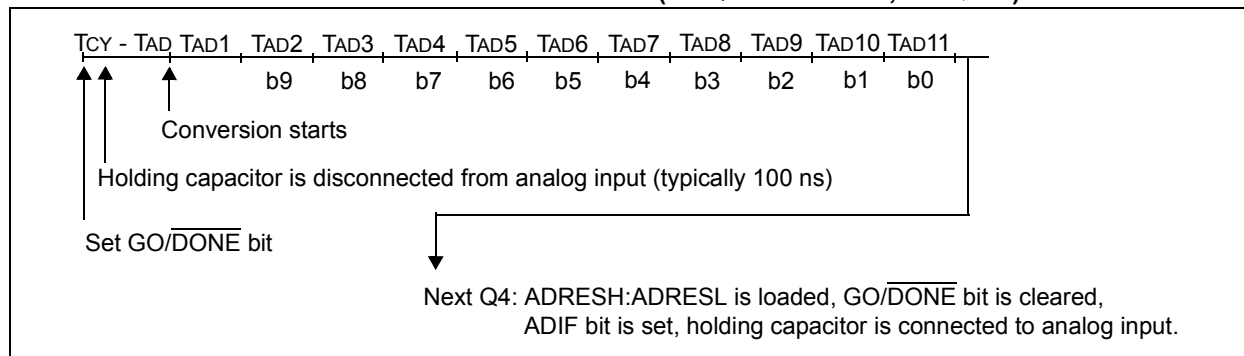 TCY - TAD TAD1 TAD2 TAD3 TAD4 TAD5 TAD6 TAD7 TAD8 TAD9 TAD10 TAD11
b9 b8 b7 b6 b5 b4 b3 b2 b1 b0
Conversion starts
Holding capacitor is disconnected from analog input (typically 100 ns)
Set GO/DONE bit
Next Q4: ADRESH:ADRESL is loaded, GO/DONE bit is cleared,
ADIF bit is set, holding capacitor is connected to analog input.